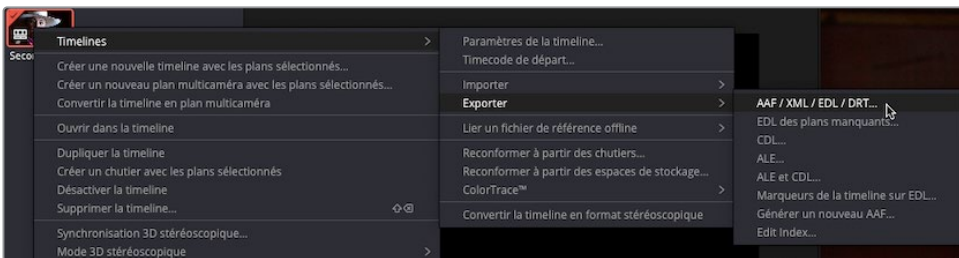 Seco
Timelines >
Créer une nouvelle timeline avec les plans sélectionnés...
Créer un nouveau plan multicaméra avec les plans sélectionnés...
Convertir la timeline en plan multicaméra
Ouvrir dans la timeline
Dupliquer la timeline
Créer un chutier avec les plans sélectionnés
Désactiver la timeline
Supprimer la timeline...
Synchronisation 3D stéréoscopique...
Mode 3D stéréoscopique >
Paramètres de la timeline...
Timecode de départ...
Importer >
Exporter >
Lier un fichier de référence offline >
Reconformer à partir des chutiers...
Reconformer à partir des espaces de stockage...
ColorTrace™ >
Convertir la timeline en format stéréoscopique
AAF / XML / EDL / DRT...
EDL des plans manquants...
CDL...
ALE...
ALE et CDL...
Marqueurs de la timeline sur EDL...
Générer un nouveau AAF...
Edit Index...